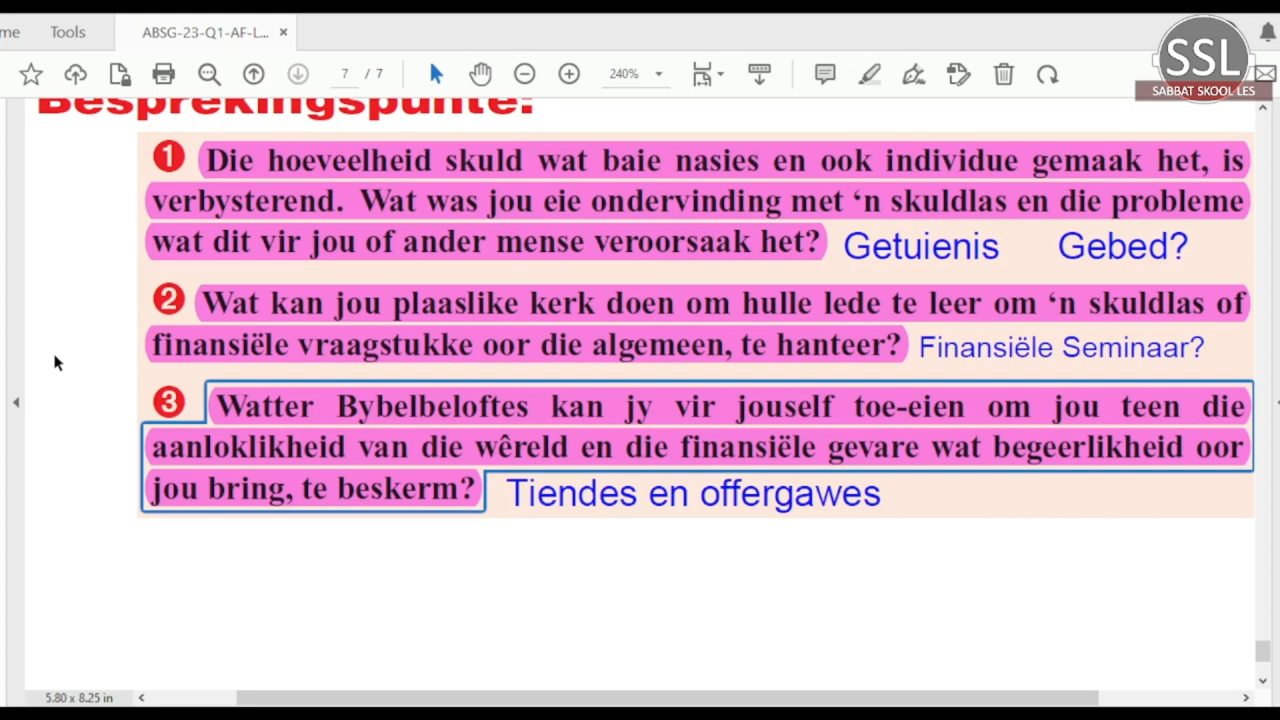 me Tools ABSG-23-Q1-AF-L... ×
SSL
SABBAT SKOOL LES
7 / 7 240%
Besprekingspunte:
1 Die hoeveelheid skuld wat baie nasies en ook individue gemaak het, is
verbysterend. Wat was jou eie ondervinding met ‘n skuldlas en die probleme
wat dit vir jou of ander mense veroorsaak het? Getuienis Gebed?
2 Wat kan jou plaaslike kerk doen om hulle lede te leer om ‘n skuldlas of
finansiële vraagstukke oor die algemeen, te hanteer? Finansiële Seminaar?
3 Watter Bybelbeloftes kan jy vir jouself toe-eien om jou teen die
aanloklikheid van die wêreld en die finansiële gevare wat begeerlikheid oor
jou bring, te beskerm? Tiendes en offergawes
5.80 x 8.25 in